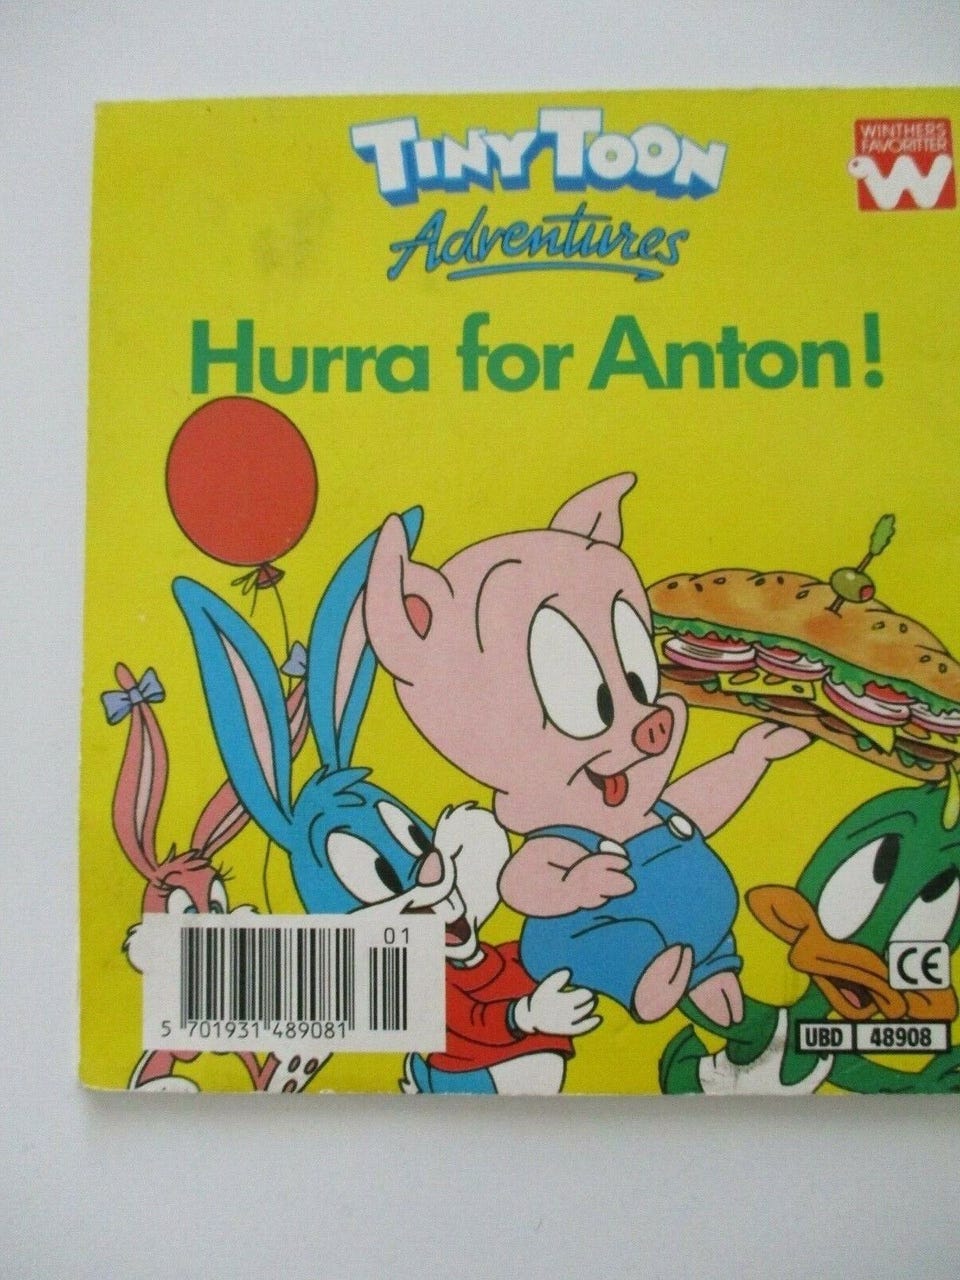 TINY TOON
Adventures
WINTHERS
FAVORITTER
W
Hurra for Anton!
01
5 701931 489081
CE
UBD 48908